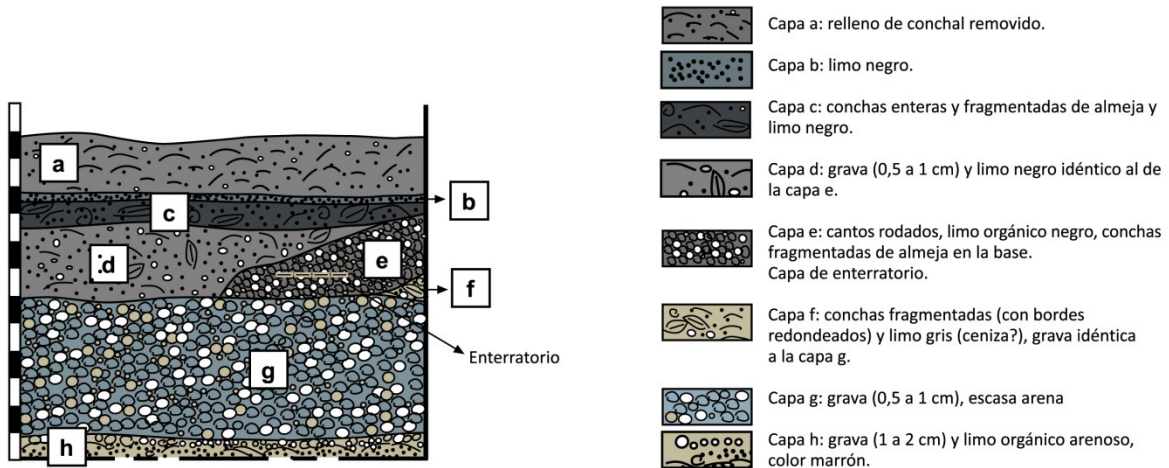 a
b
c
d
e
f
Enterratorio
g
h
Capa a: relleno de conchal removido.
Capa b: limo negro.
Capa c: conchas enteras y fragmentadas de almeja y
limo negro.
Capa d: grava (0,5 a 1 cm) y limo negro idéntico al de
la capa e.
Capa e: cantos rodados, limo orgánico negro, conchas
fragmentadas de almeja en la base.
Capa de enterratorio.
Capa f: conchas fragmentadas (con bordes
redondeados) y limo gris (ceniza?), grava idéntica
a la capa g.
Capa g: grava (0,5 a 1 cm), escasa arena
Capa h: grava (1 a 2 cm) y limo orgánico arenoso,
color marrón.